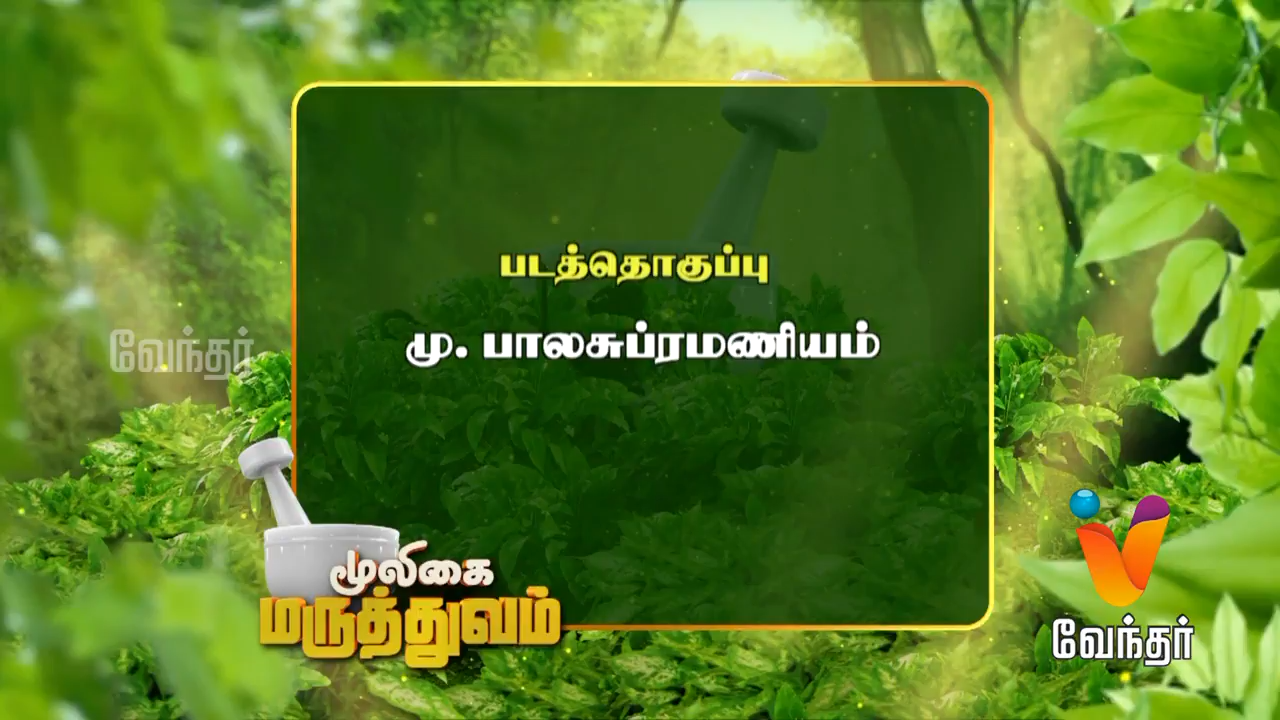 படத்தொகுப்பு
மு. பாலசுப்ரமணியம்
வேந்தர்
மூலிகை
மருத்துவம்
வேந்தர்